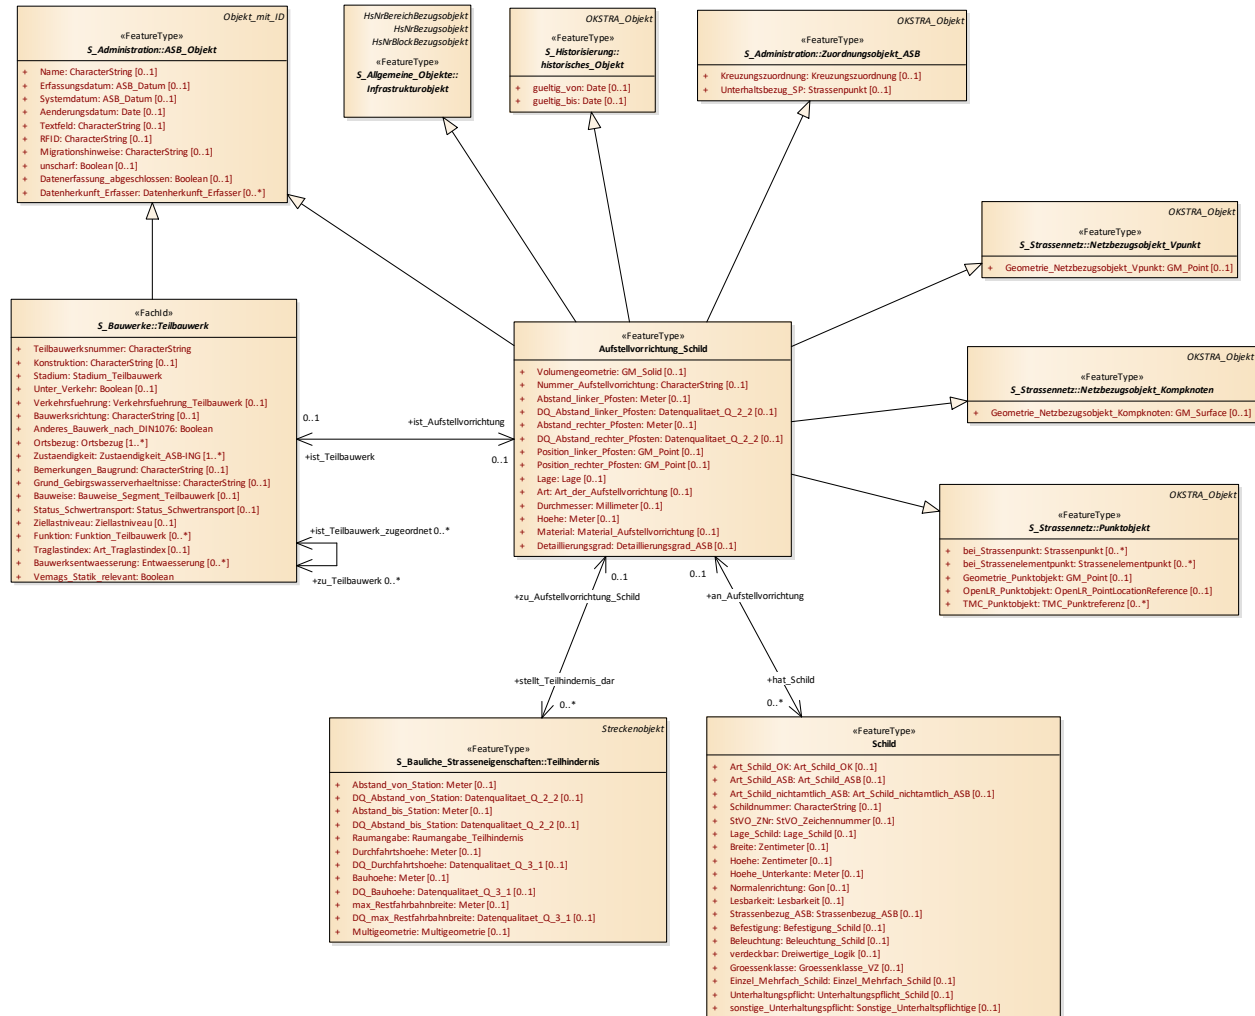 Objekt_mit_ID
«FeatureType»
S_Administration::ASB_Objekt
+ Name: CharacterString [0..1]
+ Erfassungsdatum: ASB_Datum [0..1]
+ Systemdatum: ASB_Datum [0..1]
+ Aenderungsdatum: Date [0..1]
+ Textfeld: CharacterString [0..1]
+ RFID: CharacterString [0..1]
+ Migrationshinweise: CharacterString [0..1]
+ unscharf: Boolean [0..1]
+ Datenerfassung_abgeschlossen: Boolean [0..1]
+ Datenherkunft_Erfasser: Datenherkunft_Erfasser [0..*]
HsNrBereichBezugsobjekt
HsNrBezugsobjekt
HsNrBlockBezugsobjekt
«FeatureType»
S_Allgemeine_Objekte::
Infrastrukturobjekt
OKSTRA_Objekt
«FeatureType»
S_Historisierung::
historisches_Objekt
+ gueltig_von: Date [0..1]
+ gueltig_bis: Date [0..1]
OKSTRA_Objekt
«FeatureType»
S_Administration::Zuordnungsobjekt_ASB
+ Kreuzungszuordnung: Kreuzungszuordnung [0..1]
+ Unterhaltsbezug_SP: Strassenpunkt [0..1]
OKSTRA_Objekt
«FeatureType»
S_Strassennetz::Netzbezugsobjekt_Vpunkt
+ Geometrie_Netzbezugsobjekt_Vpunkt: GM_Point [0..1]
«FachId»
S_Bauwerke::Teilbauwerk
+ Teilbauwerksnummer: CharacterString
+ Konstruktion: CharacterString [0..1]
+ Stadium: Stadium_Teilbauwerk
+ Unter_Verkehr: Boolean [0..1]
+ Verkehrsfuehrung: Verkehrsfuehrung_Teilbauwerk [0..1]
+ Bauwerksrichtung: CharacterString [0..1]
+ Anderes_Bauwerk_nach_DIN1076: Boolean
+ Ortsbezug: Ortsbezug [1..*]
+ Zustaendigkeit: Zustaendigkeit_ASB-ING [1..*]
+ Bemerkungen_Baugrund: CharacterString [0..1]
+ Grund_Gebirgswasserverhaeltnisse: CharacterString [0..1]
+ Bauweise: Bauweise_Segment_Teilbauwerk [0..1]
+ Status_Schwertransport: Status_Schwertransport [0..1]
+ Ziellastniveau: Ziellastniveau [0..1]
+ Funktion: Funktion_Teilbauwerk [0..*]
+ Traglastindex: Art_Traglastindex [0..1]
+ Bauwerksentwaesserung: Entwaesserung [0..*]
+ Vemags_Statik_relevant: Boolean
0..1
+ist_Teilbauwerk
+ist_Aufstellvorrichtung
0..1
+ist_Teilbauwerk_zugeordnet 0..*
+zu_Teilbauwerk 0..*
«FeatureType»
Aufstellvorrichtung_Schild
+ Volumengeometrie: GM_Solid [0..1]
+ Nummer_Aufstellvorrichtung: CharacterString [0..1]
+ Abstand_linker_Pfosten: Meter [0..1]
+ DQ_Abstand_linker_Pfosten: Datenqualitaet_Q_2_2 [0..1]
+ Abstand_rechter_Pfosten: Meter [0..1]
+ DQ_Abstand_rechter_Pfosten: Datenqualitaet_Q_2_2 [0..1]
+ Position_linker_Pfosten: GM_Point [0..1]
+ Position_rechter_Pfosten: GM_Point [0..1]
+ Lage: Lage [0..1]
+ Art: Art_der_Aufstellvorrichtung [0..1]
+ Durchmesser: Millimeter [0..1]
+ Hoehe: Meter [0..1]
+ Material: Material_Aufstellvorrichtung [0..1]
+ Detaillierungsgrad: Detaillierungsgrad_ASB [0..1]
OKSTRA_Objekt
«FeatureType»
S_Strassennetz::Netzbezugsobjekt_Kompknoten
+ Geometrie_Netzbezugsobjekt_Kompknoten: GM_Surface [0..1]
OKSTRA_Objekt
«FeatureType»
S_Strassennetz::Punktobjekt
+ bei_Strassenpunkt: Strassenpunkt [0..*]
+ bei_Strassenelementpunkt: Strassenelementpunkt [0..*]
+ Geometrie_Punktobjekt: GM_Point [0..1]
+ OpenLR_Punktobjekt: OpenLR_PointLocationReference [0..1]
+ TMC_Punktobjekt: TMC_Punktreferenz [0..*]
0..1
+zu_Aufstellvorrichtung_Schild
+stellt_Teilhindernis_dar
0..*
0..1
+an_Aufstellvorrichtung
+hat_Schild
0..*
Streckenobjekt
«FeatureType»
S_Bauliche_Strasseneigenschaften::Teilhindernis
+ Abstand_von_Station: Meter [0..1]
+ DQ_Abstand_von_Station: Datenqualitaet_Q_2_2 [0..1]
+ Abstand_bis_Station: Meter [0..1]
+ DQ_Abstand_bis_Station: Datenqualitaet_Q_2_2 [0..1]
+ Raumangabe: Raumangabe_Teilhindernis
+ Durchfahrtshoehe: Meter [0..1]
+ DQ_Durchfahrtshoehe: Datenqualitaet_Q_3_1 [0..1]
+ Bauhoehe: Meter [0..1]
+ DQ_Bauhoehe: Datenqualitaet_Q_3_1 [0..1]
+ max_Restfahrbahnbreite: Meter [0..1]
+ DQ_max_Restfahrbahnbreite: Datenqualitaet_Q_3_1 [0..1]
+ Multigeometrie: Multigeometrie [0..1]
«FeatureType»
Schild
+ Art_Schild_OK: Art_Schild_OK [0..1]
+ Art_Schild_ASB: Art_Schild_ASB [0..1]
+ Art_Schild_nichtamtlich_ASB: Art_Schild_nichtamtlich_ASB [0..1]
+ Schildnummer: CharacterString [0..1]
+ StVO_ZNr: StVO_Zeichennummer [0..1]
+ Lage_Schild: Lage_Schild [0..1]
+ Breite: Zentimeter [0..1]
+ Hoehe: Zentimeter [0..1]
+ Hoehe_Unterkante: Meter [0..1]
+ Normalenrichtung: Gon [0..1]
+ Lesbarkeit: Lesbarkeit [0..1]
+ Strassenbezug_ASB: Strassenbezug_ASB [0..1]
+ Befestigung: Befestigung_Schild [0..1]
+ Beleuchtung: Beleuchtung_Schild [0..1]
+ verdeckbar: Dreiwertige_Logik [0..1]
+ Groessenklasse: Groessenklasse_VZ [0..1]
+ Einzel_Mehrfach_Schild: Einzel_Mehrfach_Schild [0..1]
+ Unterhaltungspflicht: Unterhaltungspflicht_Schild [0..1]
+ sonstige_Unterhaltungspflicht: Sonstige_Unterhaltspflichtige [0..1]